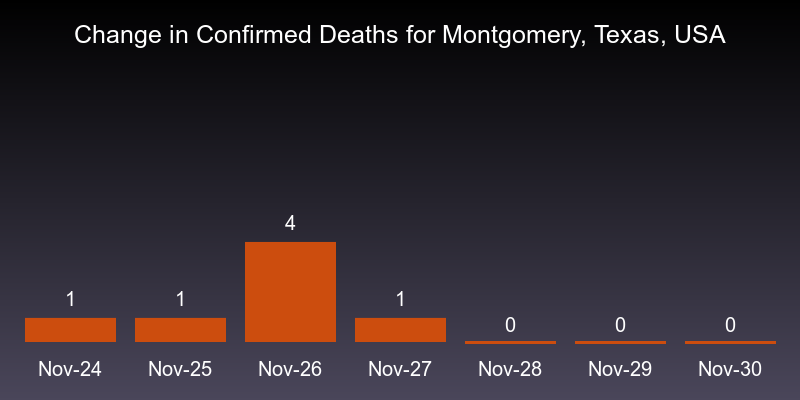 Change in Confirmed Deaths for Montgomery, Texas, USA
4
1 1 1
0 0 0
Nov-24 Nov-25 Nov-26 Nov-27 Nov-28 Nov-29 Nov-30